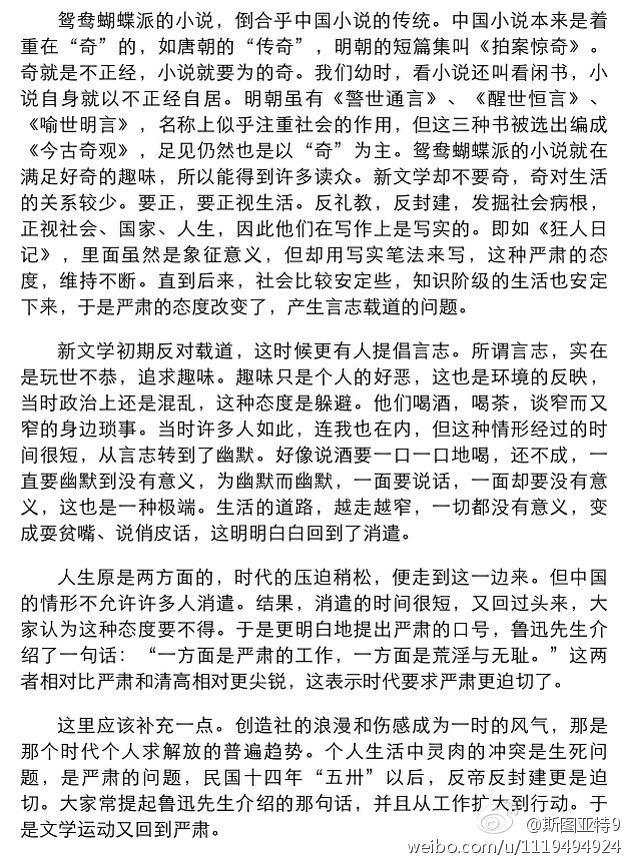 鸳鸯蝴蝶派的小说，倒合乎中国小说的传统。中国小说本来是着
重在“奇”的，如唐朝的“传奇”，明朝的短篇集叫《拍案惊奇》。
奇就是不正经，小说就要为的奇。我们幼时，看小说还叫看闲书，小
说自身就以不正经自居。明朝虽有《警世通言》、《醒世恒言》、
《喻世明言》，名称上似乎注重社会的作用，但这三种书被选出编成
《今古奇观》，足见仍然也是以“奇”为主。鸳鸯蝴蝶派的小说就在
满足好奇的趣味，所以能得到许多读众。新文学却不要奇，奇对生活
的关系较少。要正，要正视生活。反礼教，反封建，发掘社会病根，
正视社会、国家、人生，因此他们在写作上是写实的。即如《狂人日
记》，里面虽然是象征意义，但却用写实笔法来写，这种严肃的态
度，维持不断。直到后来，社会比较安定些，知识阶级的生活也安定
下来，于是严肃的态度改变了，产生言志载道的问题。
新文学初期反对载道，这时候更有人提倡言志。所谓言志，实在
是玩世不恭，追求趣味。趣味只是个人的好恶，这也是环境的反映，
当时政治上还是混乱，这种态度是躲避。他们喝酒，喝茶，谈窄而又
窄的身边琐事。当时许多人如此，连我也在内，但这种情形经过的时
间很短，从言志转到了幽默。好像说酒要一口一口地喝，还不成，一
直要幽默到没有意义，为幽默而幽默，一面要说话，一面却要没有意
义，这也是一种极端。生活的道路，越走越窄，一切都没有意义，变
成耍贫嘴、说俏皮话，这明明白白回到了消遣。
人生原是两方面的，时代的压迫稍松，便走到这一边来。但中国
的情形不允许许多人消遣。结果，消遣的时间很短，又回过头来，大
家认为这种态度要不得。于是更明白地提出严肃的口号，鲁迅先生介
绍了一句话：“一方面是严肃的工作，一方面是荒淫与无耻。”这两
者相对比严肃和清高相对更尖锐，这表示时代要求严肃更迫切了。
这里应该补充一点。创造社的浪漫和伤感成为一时的风气，那是
那个时代个人求解放的普遍趋势。个人生活中灵肉的冲突是生死问
题，是严肃的问题，民国十四年“五卅”以后，反帝反封建更是迫
切。大家常提起鲁迅先生介绍的那句话，并且从工作扩大到行动。于
是文学运动又回到严肃。
@斯图亚特9
weibo.com/u/1119494924